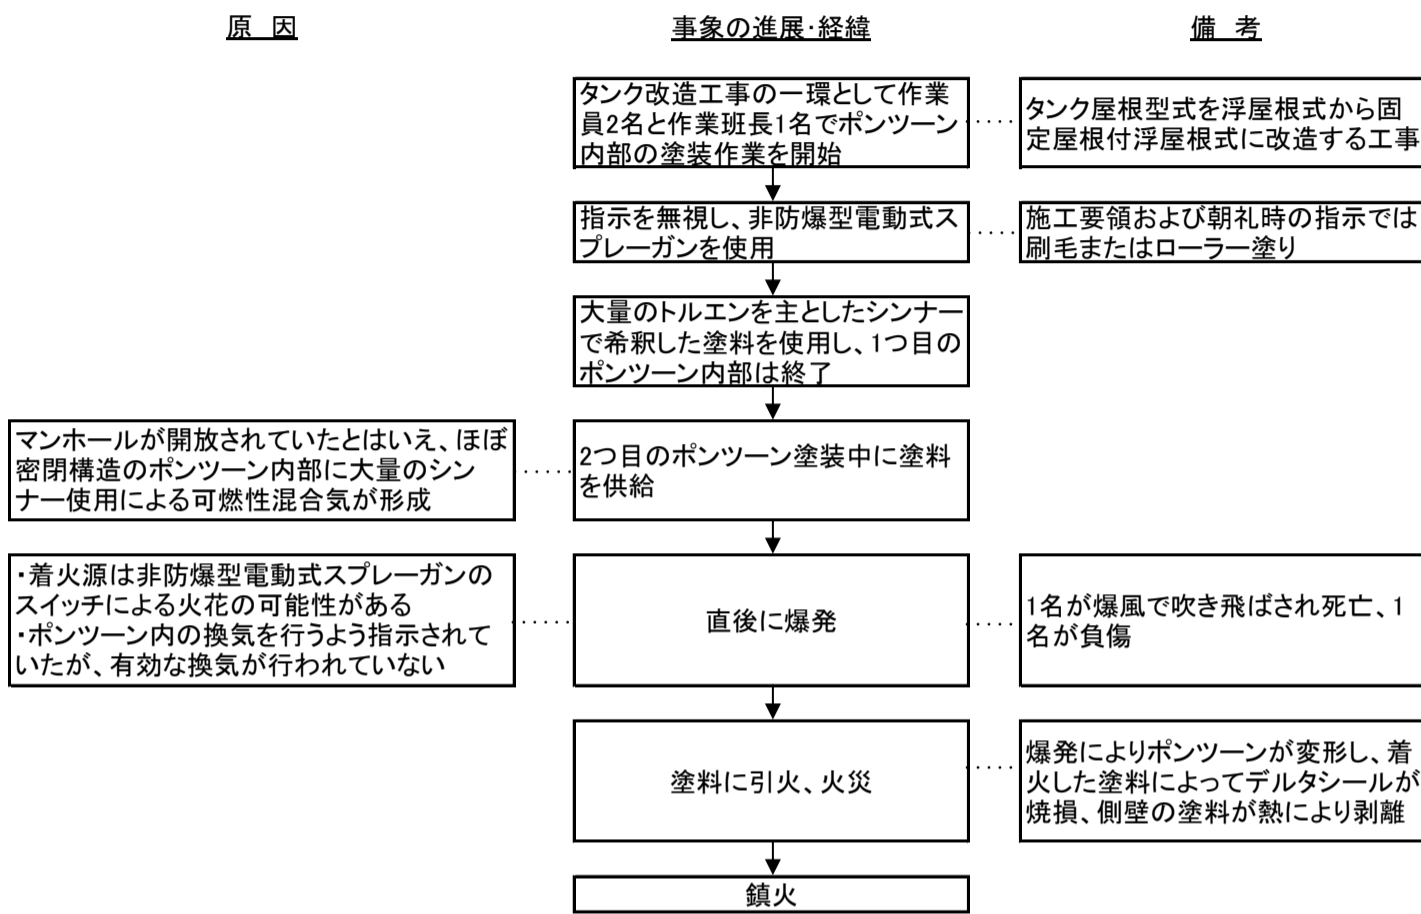 原　因
事象の進展･経緯
備　考
タンク改造工事の一環として作業
員2名と作業班長1名でポンツーン
内部の塗装作業を開始
タンク屋根型式を浮屋根式から固
定屋根付浮屋根式に改造する工事
指示を無視し、非防爆型電動式ス
プレーガンを使用
施工要領および朝礼時の指示では
刷毛またはローラー塗り
大量のトルエンを主としたシンナー
で希釈した塗料を使用し、1つ目の
ポンツーン内部は終了
マンホールが開放されていたとはいえ、ほぼ
密閉構造のポンツーン内部に大量のシン
ナー使用による可燃性混合気が形成
2つ目のポンツーン塗装中に塗料
を供給
・着火源は非防爆型電動式スプレーガンの
スイッチによる火花の可能性がある
・ポンツーン内の換気を行うよう指示されて
いたが、有効な換気が行われていない
直後に爆発
1名が爆風で吹き飛ばされ死亡、1
名が負傷
塗料に引火、火災
爆発によりポンツーンが変形し、着
火した塗料によってデルタシールが
焼損、側壁の塗料が熱により剥離
鎮火